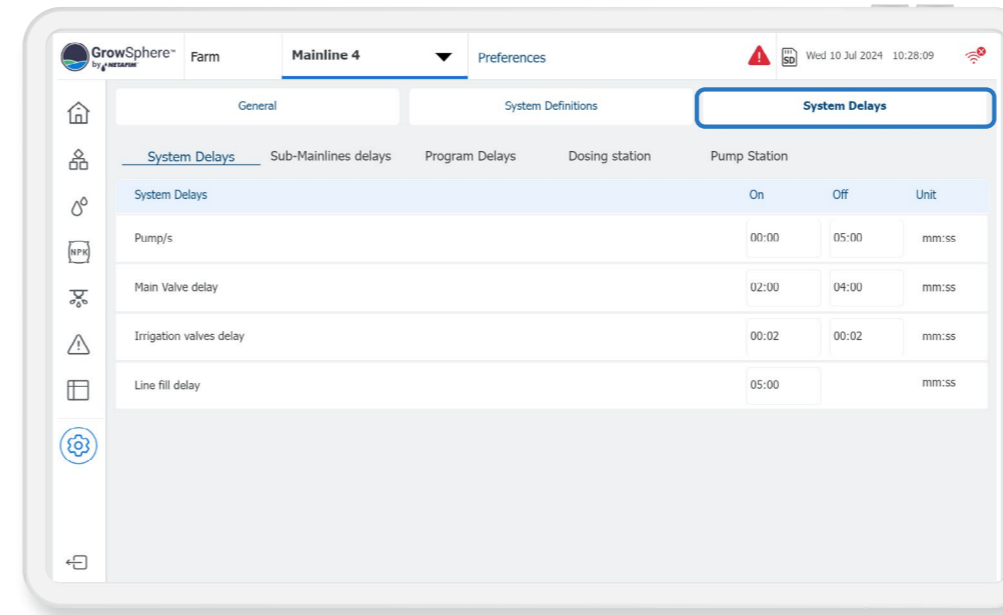 GrowSphere™
by NETAFIM
Farm
Mainline 4
Preferences
SD
Wed 10 Jul 2024 10:28:09
General
System Definitions
System Delays
System Delays
Sub-Mainlines delays
Program Delays
Dosing station
Pump Station
System Delays On Off Unit
Pump/s 00:00 05:00 mm:ss
Main Valve delay 02:00 04:00 mm:ss
Irrigation valves delay 00:02 00:02 mm:ss
Line fill delay 05:00 mm:ss
NPK